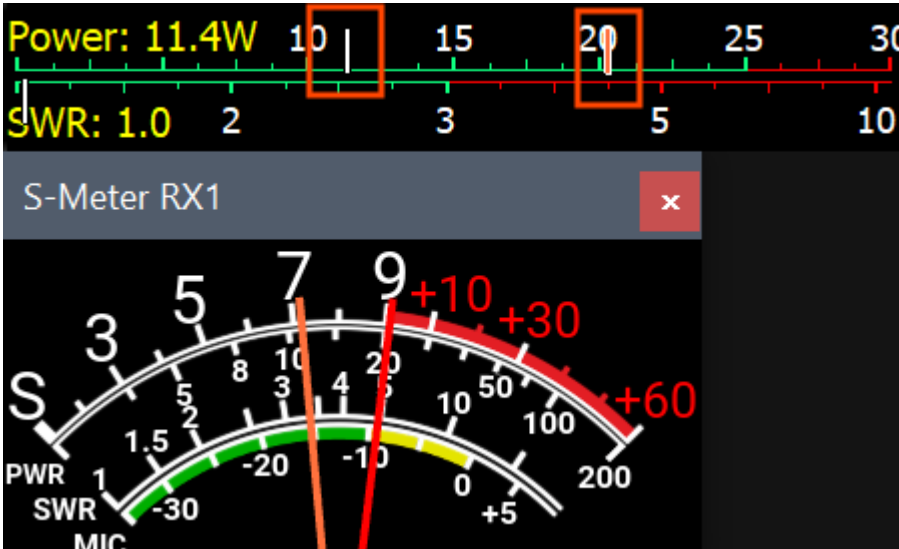 Power: 11.4W 10 15 20 25 30
SWR: 1.0 2 3 5 10
S-Meter RX1 x
S 3 5 7 9 +10 +30 +60
PWR 5 8 10 20 50 100 200
SWR 1 1.5 2 3 4 5 10
MIC -30 -20 -10 0 +5